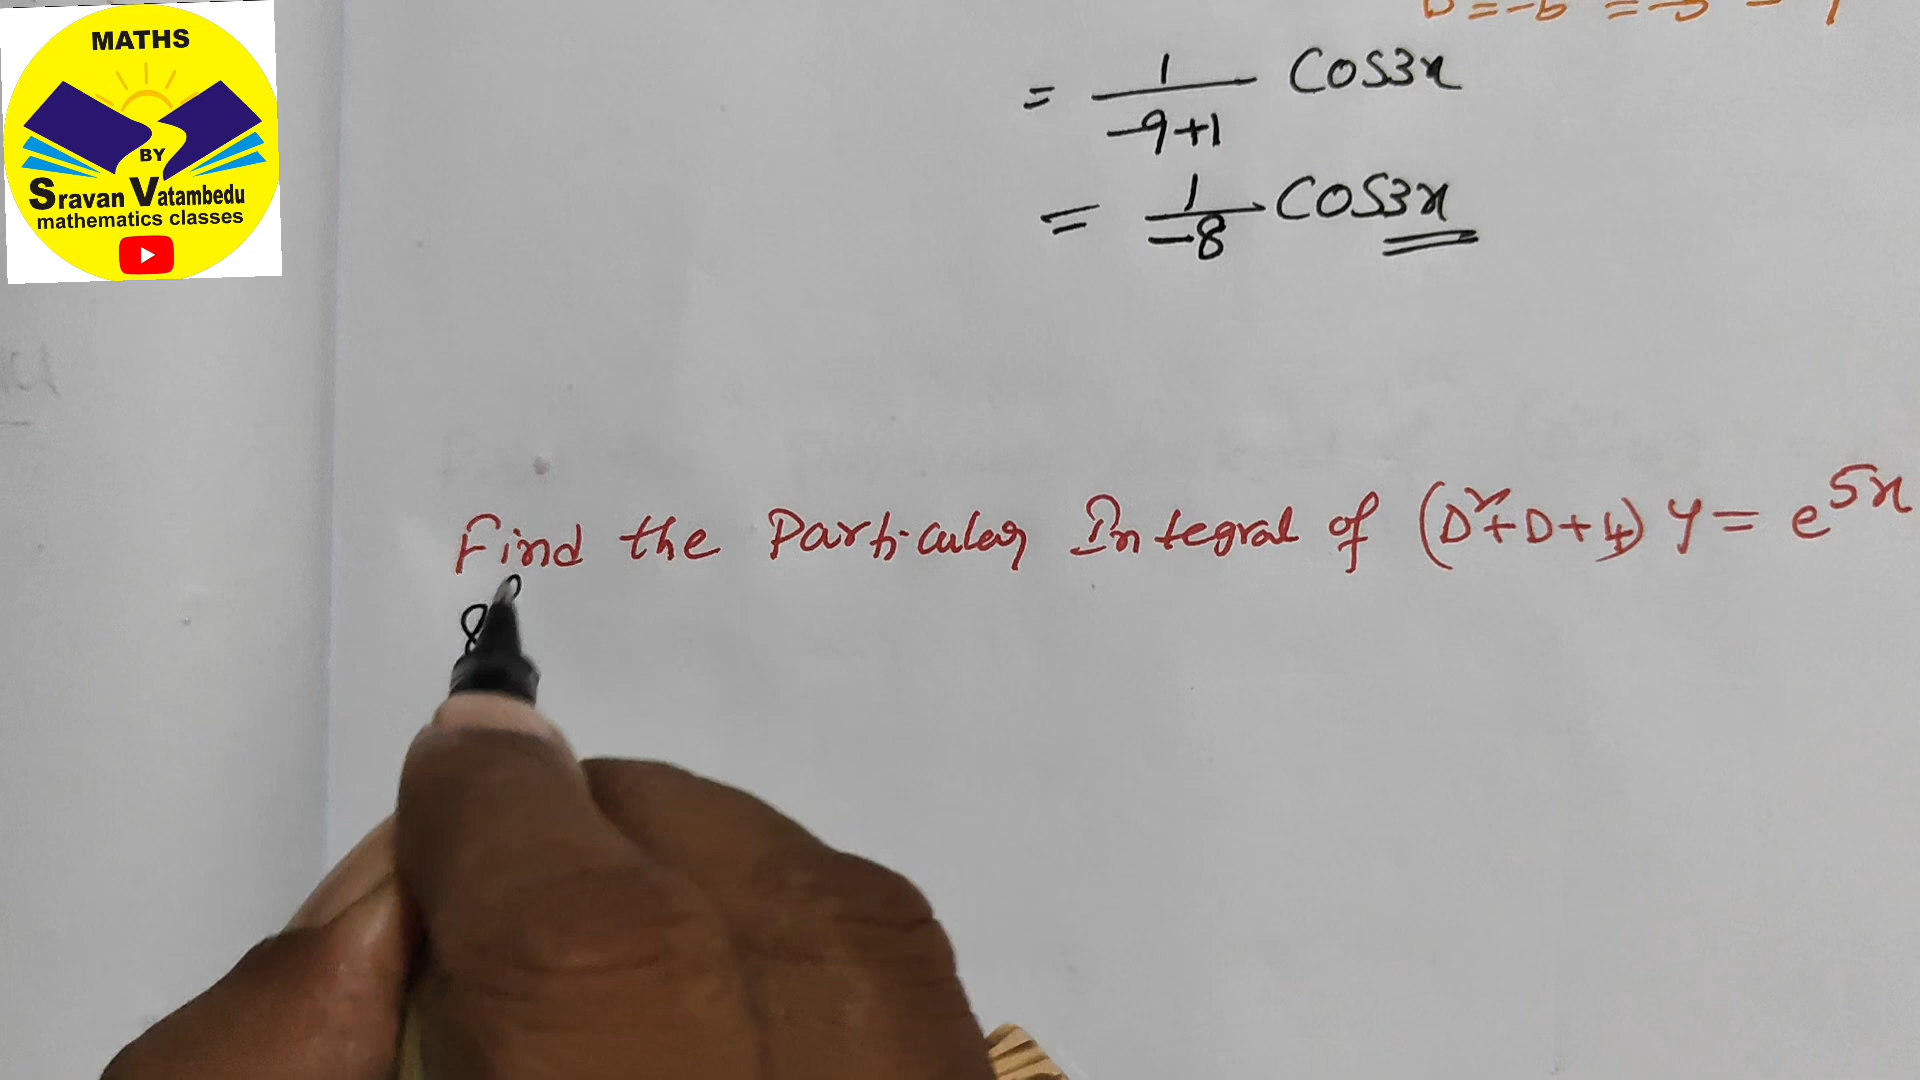 MATHS
BY
Sravan Vatambedu
mathematics classes
= 1/(-9+1) Cos3x
= 1/-8 Cos3x
Find the Particular Integral of (D²+D+4) y = e^5x